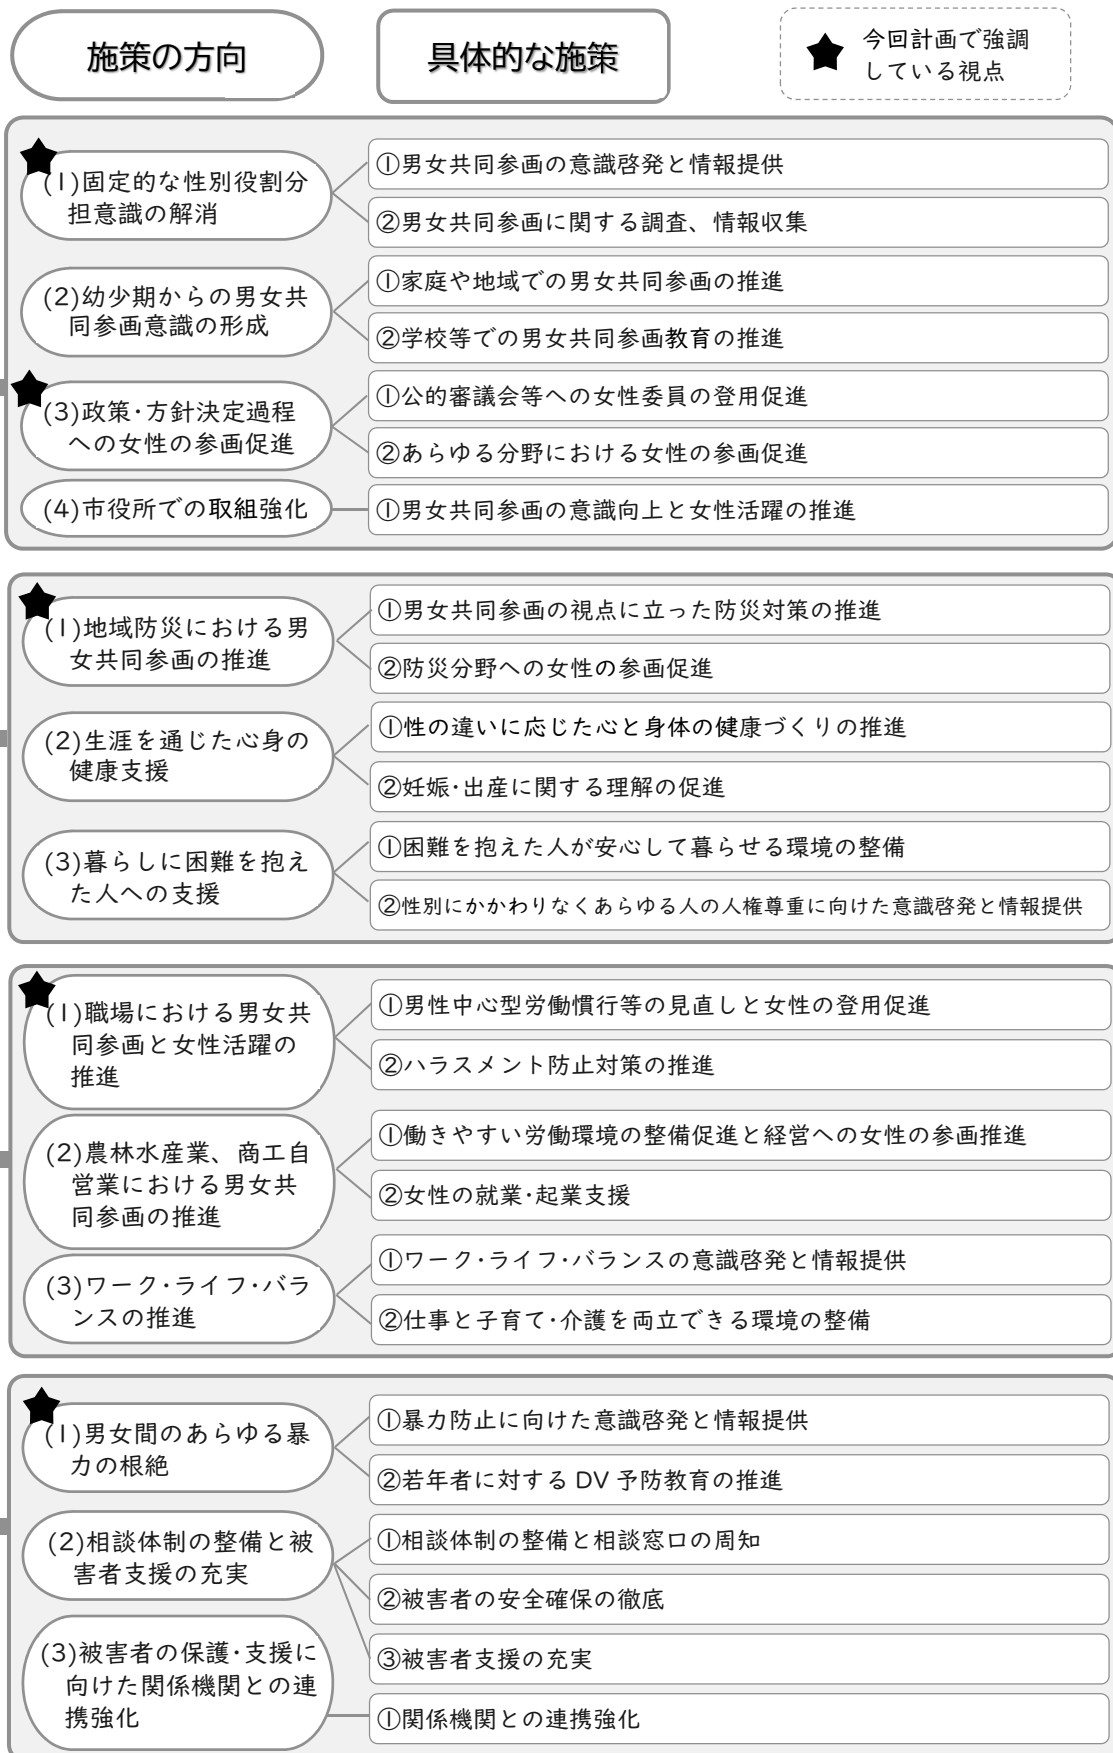 施策の方向
具体的な施策
今回計画で強調
している視点
(1)固定的な性別役割分
担意識の解消
①男女共同参画の意識啓発と情報提供
②男女共同参画に関する調査、情報収集
(2)幼少期からの男女共
同参画意識の形成
①家庭や地域での男女共同参画の推進
②学校等での男女共同参画教育の推進
(3)政策・方針決定過程
への女性の参画促進
①公的審議会等への女性委員の登用促進
②あらゆる分野における女性の参画促進
(4)市役所での取組強化
①男女共同参画の意識向上と女性活躍の推進
(1)地域防災における男
女共同参画の推進
①男女共同参画の視点に立った防災対策の推進
②防災分野への女性の参画促進
(2)生涯を通じた心身の
健康支援
①性の違いに応じた心と身体の健康づくりの推進
②妊娠・出産に関する理解の促進
(3)暮らしに困難を抱え
た人への支援
①困難を抱えた人が安心して暮らせる環境の整備
②性別にかかわりなくあらゆる人の人権尊重に向けた意識啓発と情報提供
(1)職場における男女共
同参画と女性活躍の
推進
①男性中心型労働慣行等の見直しと女性の登用促進
②ハラスメント防止対策の推進
(2)農林水産業、商工自
営業における男女共
同参画の推進
①働きやすい労働環境の整備促進と経営への女性の参画推進
②女性の就業・起業支援
(3)ワーク・ライフ・バラ
ンスの推進
①ワーク・ライフ・バランスの意識啓発と情報提供
②仕事と子育て・介護を両立できる環境の整備
(1)男女間のあらゆる暴
力の根絶
①暴力防止に向けた意識啓発と情報提供
②若年者に対する DV 予防教育の推進
(2)相談体制の整備と被
害者支援の充実
①相談体制の整備と相談窓口の周知
②被害者の安全確保の徹底
③被害者支援の充実
(3)被害者の保護・支援に
向けた関係機関との連
携強化
①関係機関との連携強化